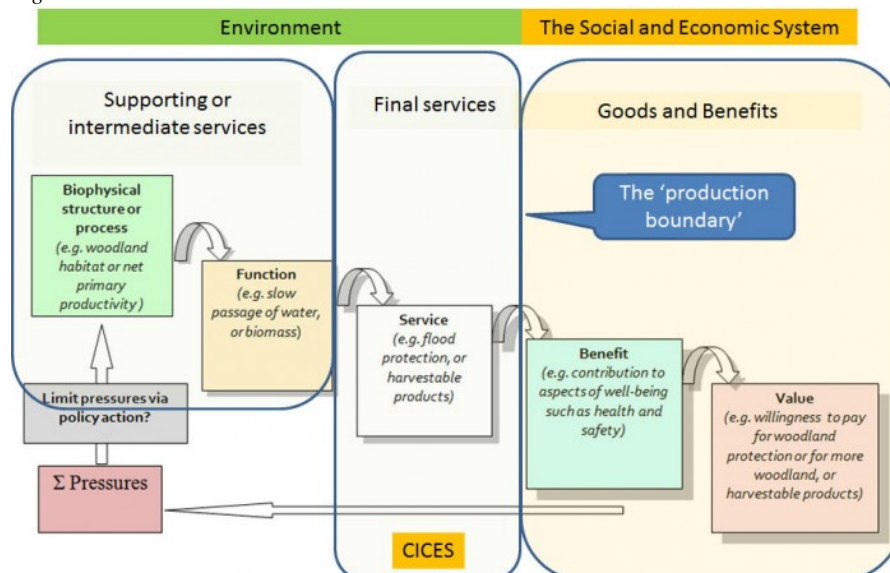 Environment
The Social and Economic System
Supporting or
intermediate services
Final services
Goods and Benefits
The ‘production
boundary’
Biophysical
structure or
process
(e.g. woodland
habitat or net
primary
productivity )
Function
(e.g. slow
passage of water,
or biomass)
Service
(e.g. flood
protection, or
harvestable
products)
Benefit
(e.g. contribution to
aspects of well-being
such as health and
safety)
Value
(e.g. willingness to pay
for woodland
protection or for more
woodland, or
harvestable products)
Limit pressures via
policy action?
Σ Pressures
CICES